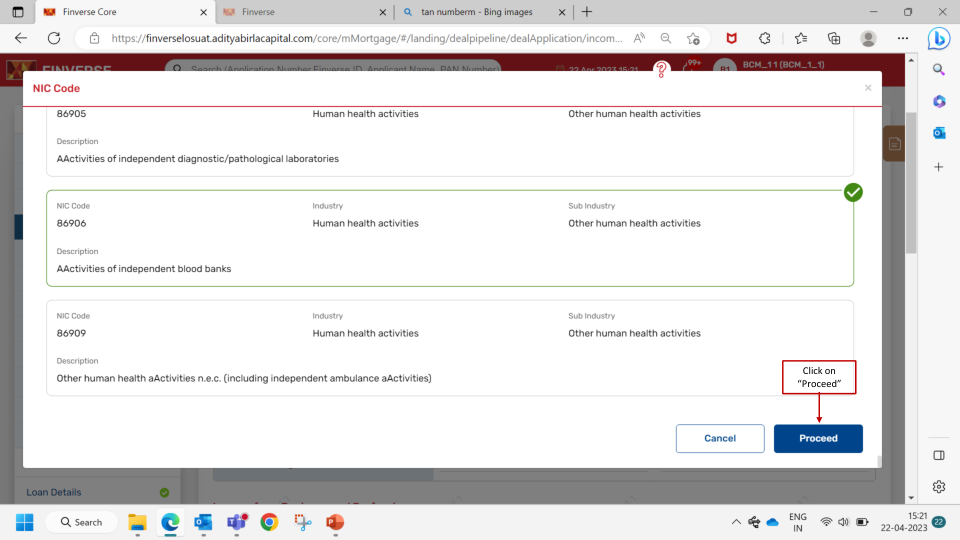 Finverse Core
Finverse
tan numberm - Bing images
https://finverselosuat.adityabirlacapital.com/core/mMortgage/#/landing/dealpipeline/dealApplication/incom...
FINVERSE
Search (Application Number Finverse ID, Applicant Name, PAN Number)
22 Apr 2023 15:21
99+
B1
BCM_1 1 (BCM_1_1)
NIC Code
86905
Human health activities
Other human health activities
Description
AActivities of independent diagnostic/pathological laboratories
NIC Code
Industry
Sub Industry
86906
Human health activities
Other human health activities
Description
AActivities of independent blood banks
NIC Code
Industry
Sub Industry
86909
Human health activities
Other human health activities
Description
Other human health aActivities n.e.c. (including independent ambulance aActivities)
Click on
"Proceed"
Cancel
Proceed
Loan Details
Search
ENG
IN
15:21
22-04-2023
22